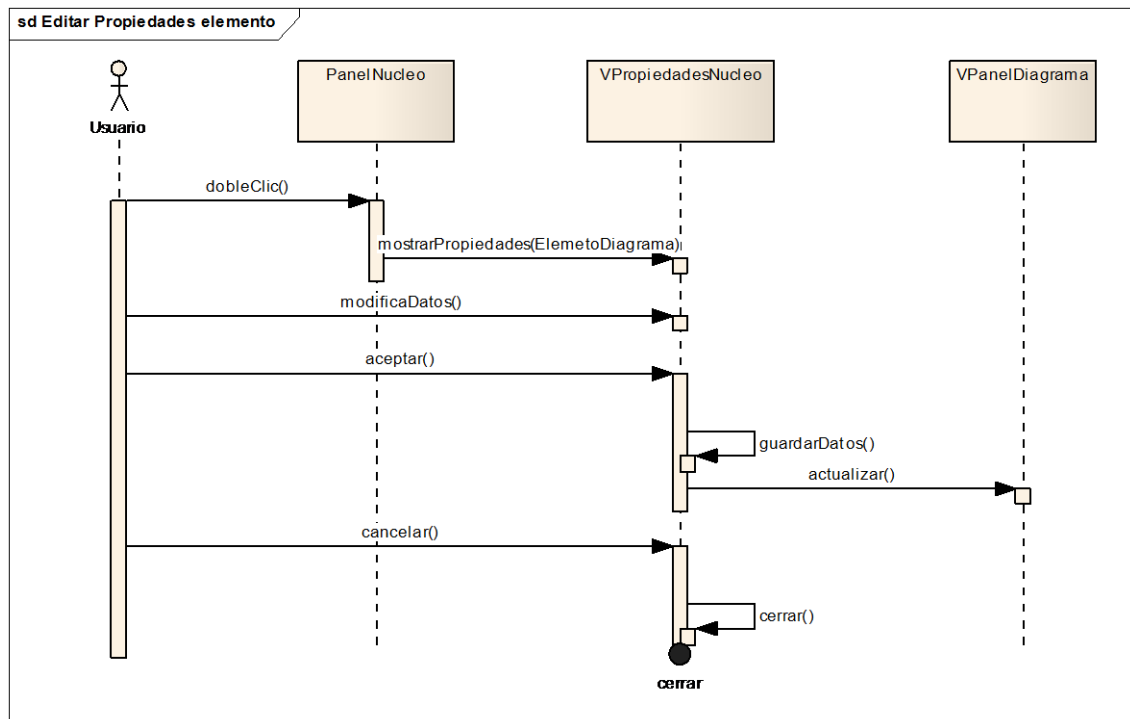 sd Editar Propiedades elemento
PanelNucleo
VPropiedadesNucleo
VPanelDiagrama
Usuario
dobleClic()
mostrarPropiedades(ElemetoDiagrama)
modificaDatos()
aceptar()
guardarDatos()
actualizar()
cancelar()
cerrar()
cerrar